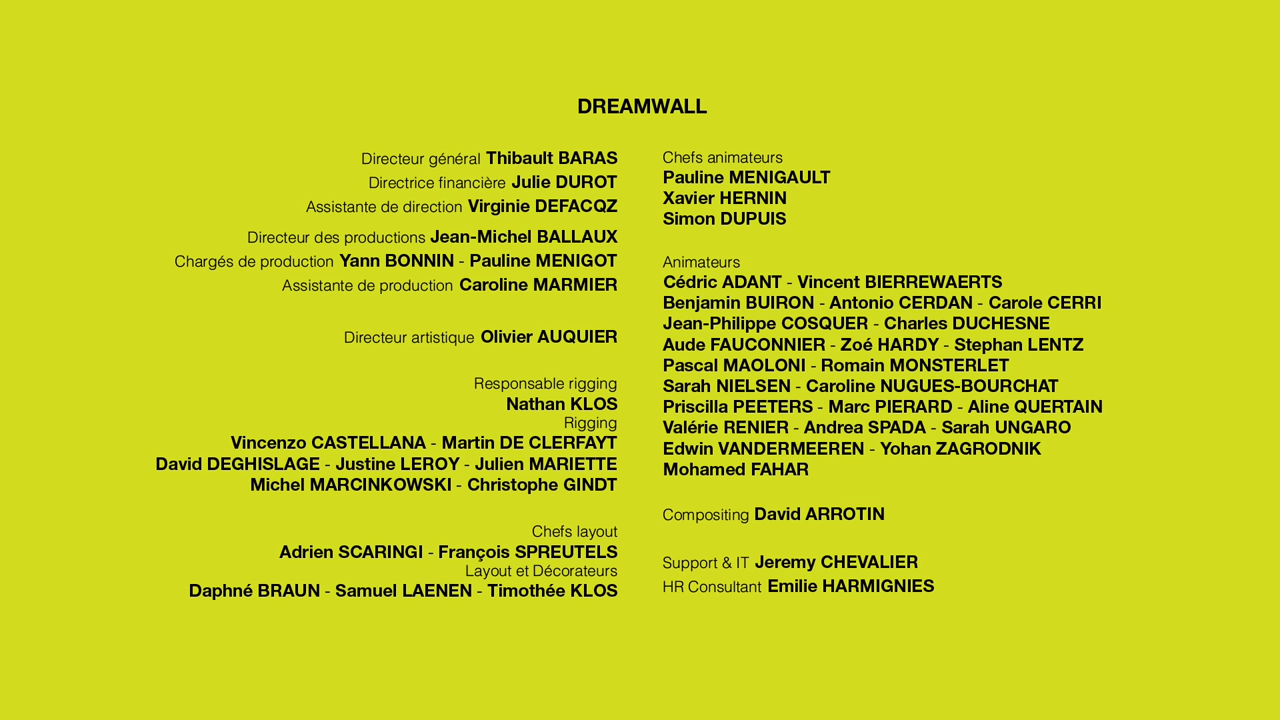 DREAMWALL
Directeur général Thibault BARAS
Directrice financière Julie DUROT
Assistante de direction Virginie DEFACQZ
Directeur des productions Jean-Michel BALLAUX
Chargés de production Yann BONNIN - Pauline MENIGOT
Assistante de production Caroline MARMIER
Directeur artistique Olivier AUQUIER
Responsable rigging
Nathan KLOS
Rigging
Vincenzo CASTELLANA - Martin DE CLERFAYT
David DEGHISLAGE - Justine LEROY - Julien MARIETTE
Michel MARCINKOWSKI - Christophe GINDT
Chefs layout
Adrien SCARINGI - François SPREUTELS
Layout et Décorateurs
Daphné BRAUN - Samuel LAENEN - Timothée KLOS
Chefs animateurs
Pauline MENIGAULT
Xavier HERNIN
Simon DUPUIS
Animateurs
Cédric ADANT - Vincent BIERREWAERTS
Benjamin BUIRON - Antonio CERDAN - Carole CERRI
Jean-Philippe COSQUER - Charles DUCHESNE
Aude FAUCONNIER - Zoé HARDY - Stephan LENTZ
Pascal MAOLONI - Romain MONSTERLET
Sarah NIELSEN - Caroline NUGUES-BOURCHAT
Priscilla PEETERS - Marc PIERARD - Aline QUERTAIN
Valérie RENIER - Andrea SPADA - Sarah UNGARO
Edwin VANDERMEEREN - Yohan ZAGRODNIK
Mohamed FAHAR
Compositing David ARROTIN
Support & IT Jeremy CHEVALIER
HR Consultant Emilie HARMIGNIES